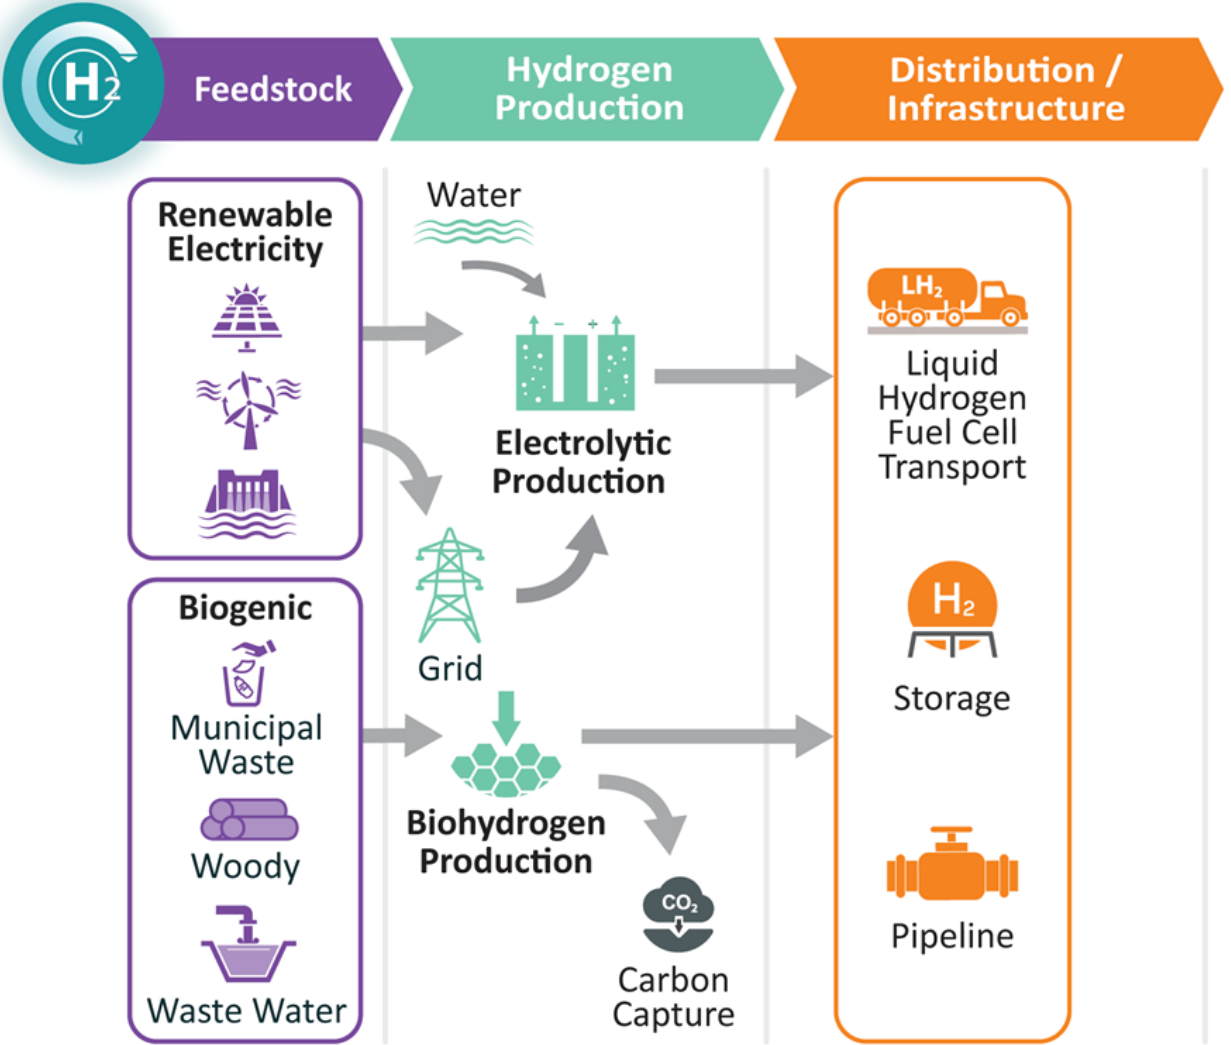 H2
Feedstock
Hydrogen
Production
Distribution /
Infrastructure
Renewable
Electricity
Water
- +
Electrolytic
Production
Grid
Biogenic
Municipal
Waste
Woody
Waste Water
Biohydrogen
Production
CO2
Carbon
Capture
LH2
Liquid
Hydrogen
Fuel Cell
Transport
H2
Storage
Pipeline